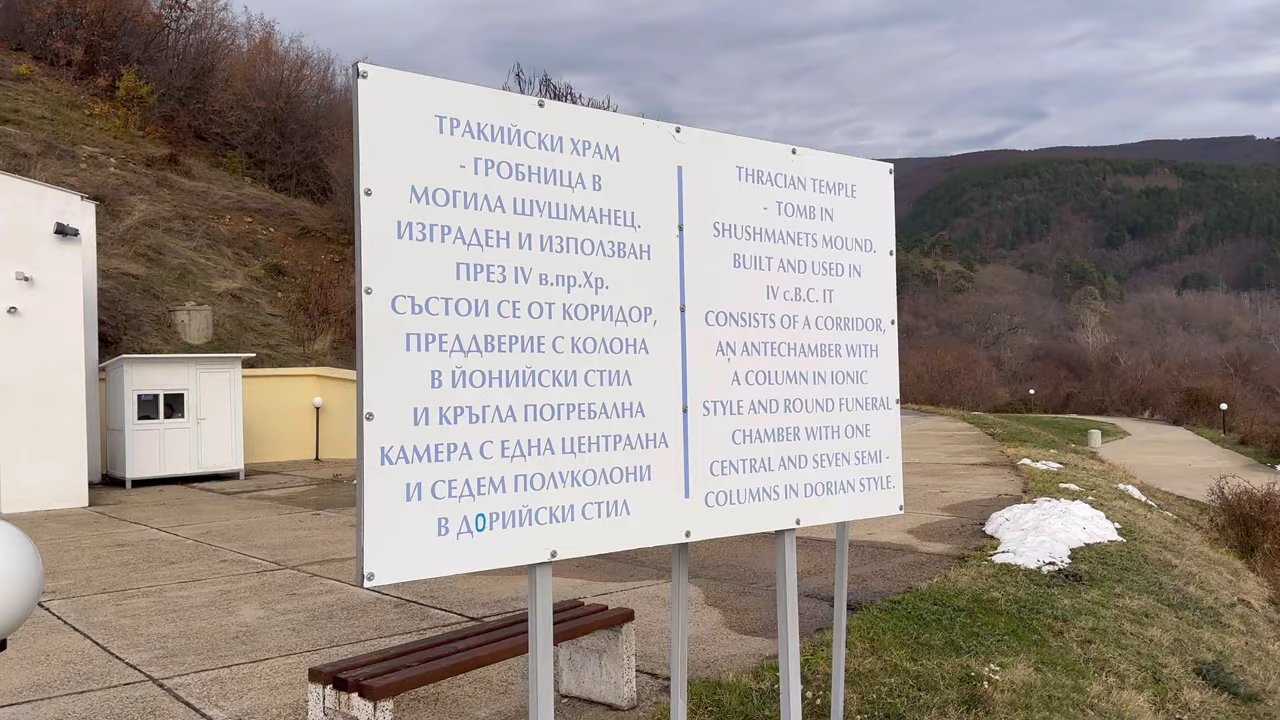 ТРАКИЙСКИ ХРАМ
- ГРОБНИЦА В
МОГИЛА ШУШМАНЕЦ.
ИЗГРАДЕН И ИЗПОЛЗВАН
ПРЕЗ IV в.пр.Хр.
СЪСТОИ СЕ ОТ КОРИДОР,
ПРЕДДВЕРИЕ С КОЛОНА
В ЙОНИЙСКИ СТИЛ
И КРЪГЛА ПОГРЕБАЛНА
КАМЕРА С ЕДНА ЦЕНТРАЛНА
И СЕДЕМ ПОЛУКОЛОНИ
В ДОРИЙСКИ СТИЛ
THRACIAN TEMPLE
- TOMB IN
SHUSHMANETS MOUND.
BUILT AND USED IN
IV c.B.C. IT
CONSISTS OF A CORRIDOR,
AN ANTECHAMBER WITH
A COLUMN IN IONIC
STYLE AND ROUND FUNERAL
CHAMBER WITH ONE
CENTRAL AND SEVEN SEMI -
COLUMNS IN DORIAN STYLE.